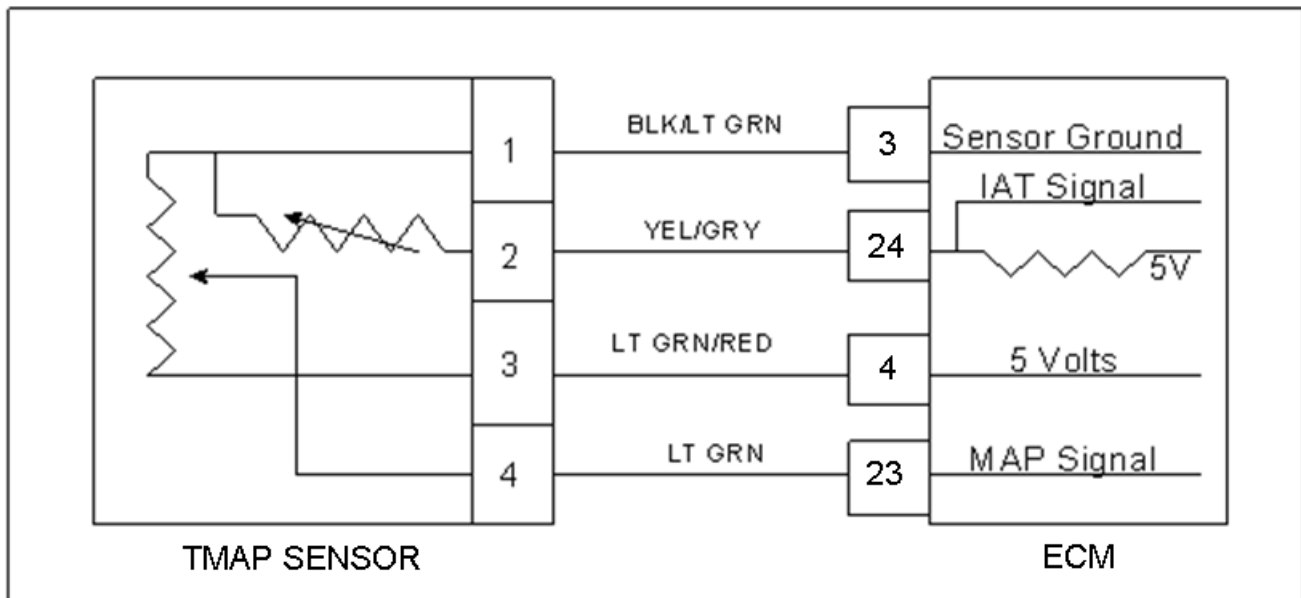 1 BLK/LT GRN 3 Sensor Ground
IAT Signal
2 YEL/GRY 24 5V
3 LT GRN/RED 4 5 Volts
4 LT GRN 23 MAP Signal
TMAP SENSOR ECM